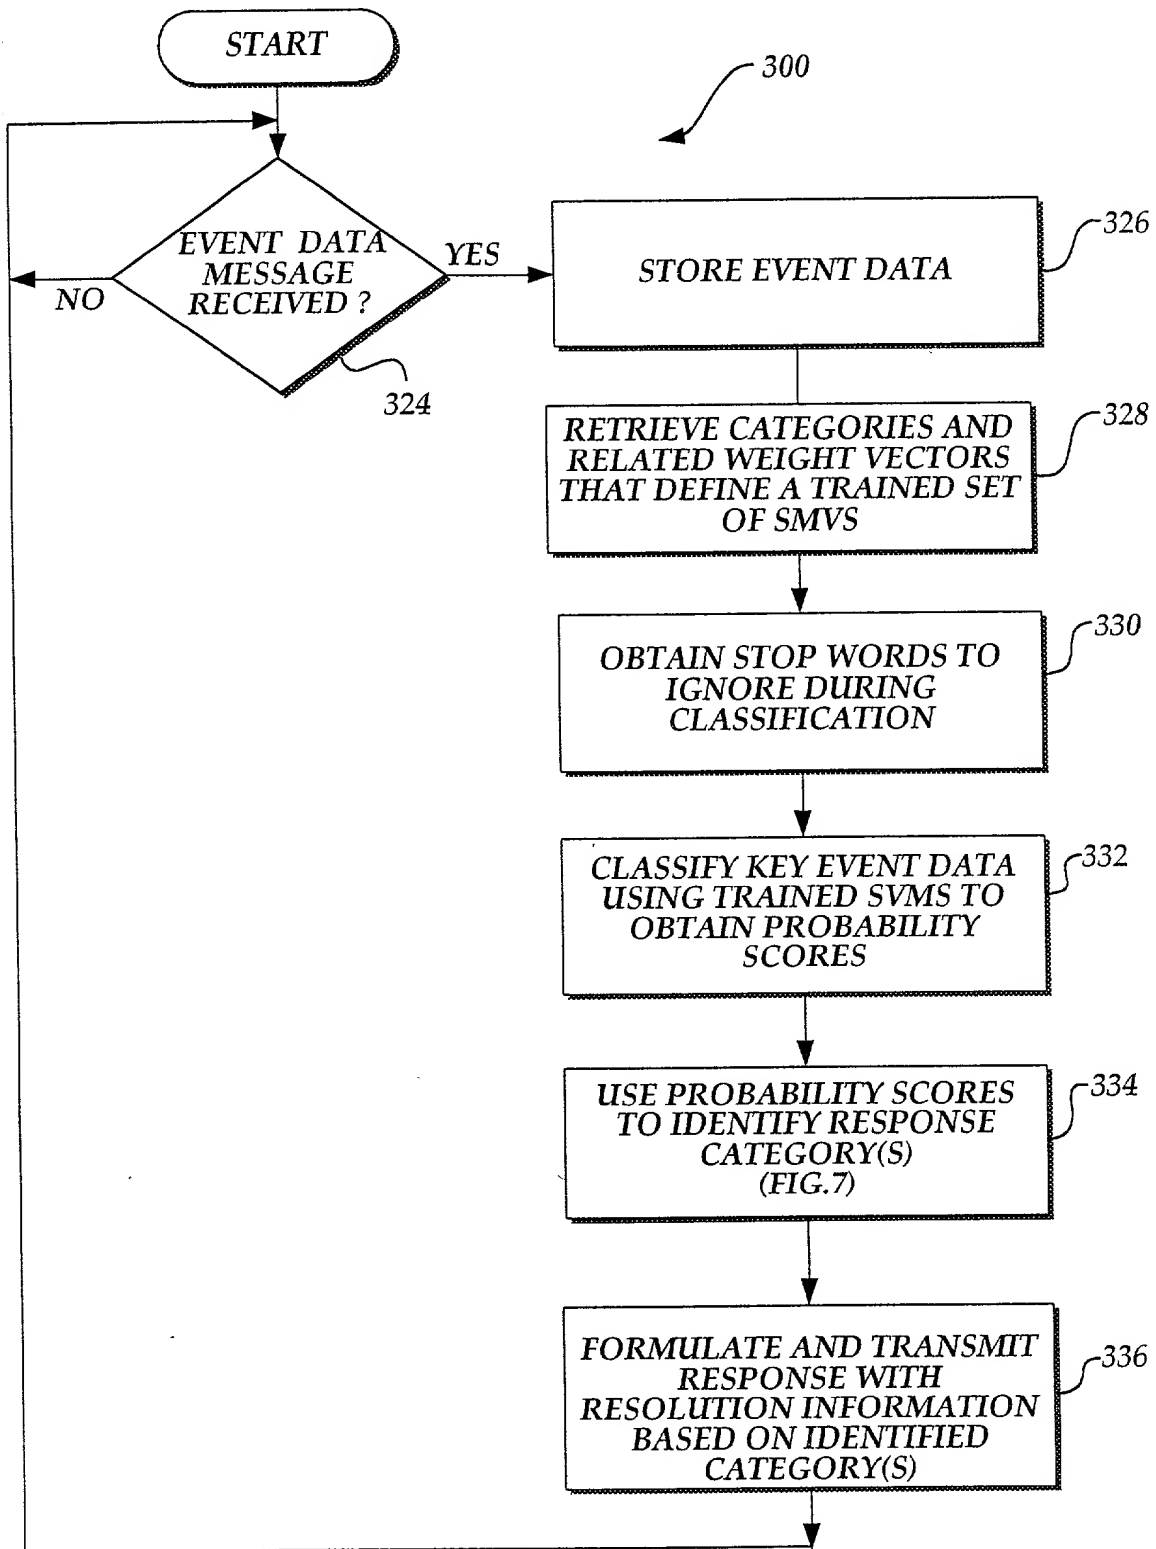 START
300
EVENT DATA
MESSAGE
RECEIVED ?
YES
NO
324
STORE EVENT DATA
326
RETRIEVE CATEGORIES AND
RELATED WEIGHT VECTORS
THAT DEFINE A TRAINED SET
OF SMVS
328
OBTAIN STOP WORDS TO
IGNORE DURING
CLASSIFICATION
330
CLASSIFY KEY EVENT DATA
USING TRAINED SVMS TO
OBTAIN PROBABILITY
SCORES
332
USE PROBABILITY SCORES
TO IDENTIFY RESPONSE
CATEGORY(S)
(FIG.7)
334
FORMULATE AND TRANSMIT
RESPONSE WITH
RESOLUTION INFORMATION
BASED ON IDENTIFIED
CATEGORY(S)
336